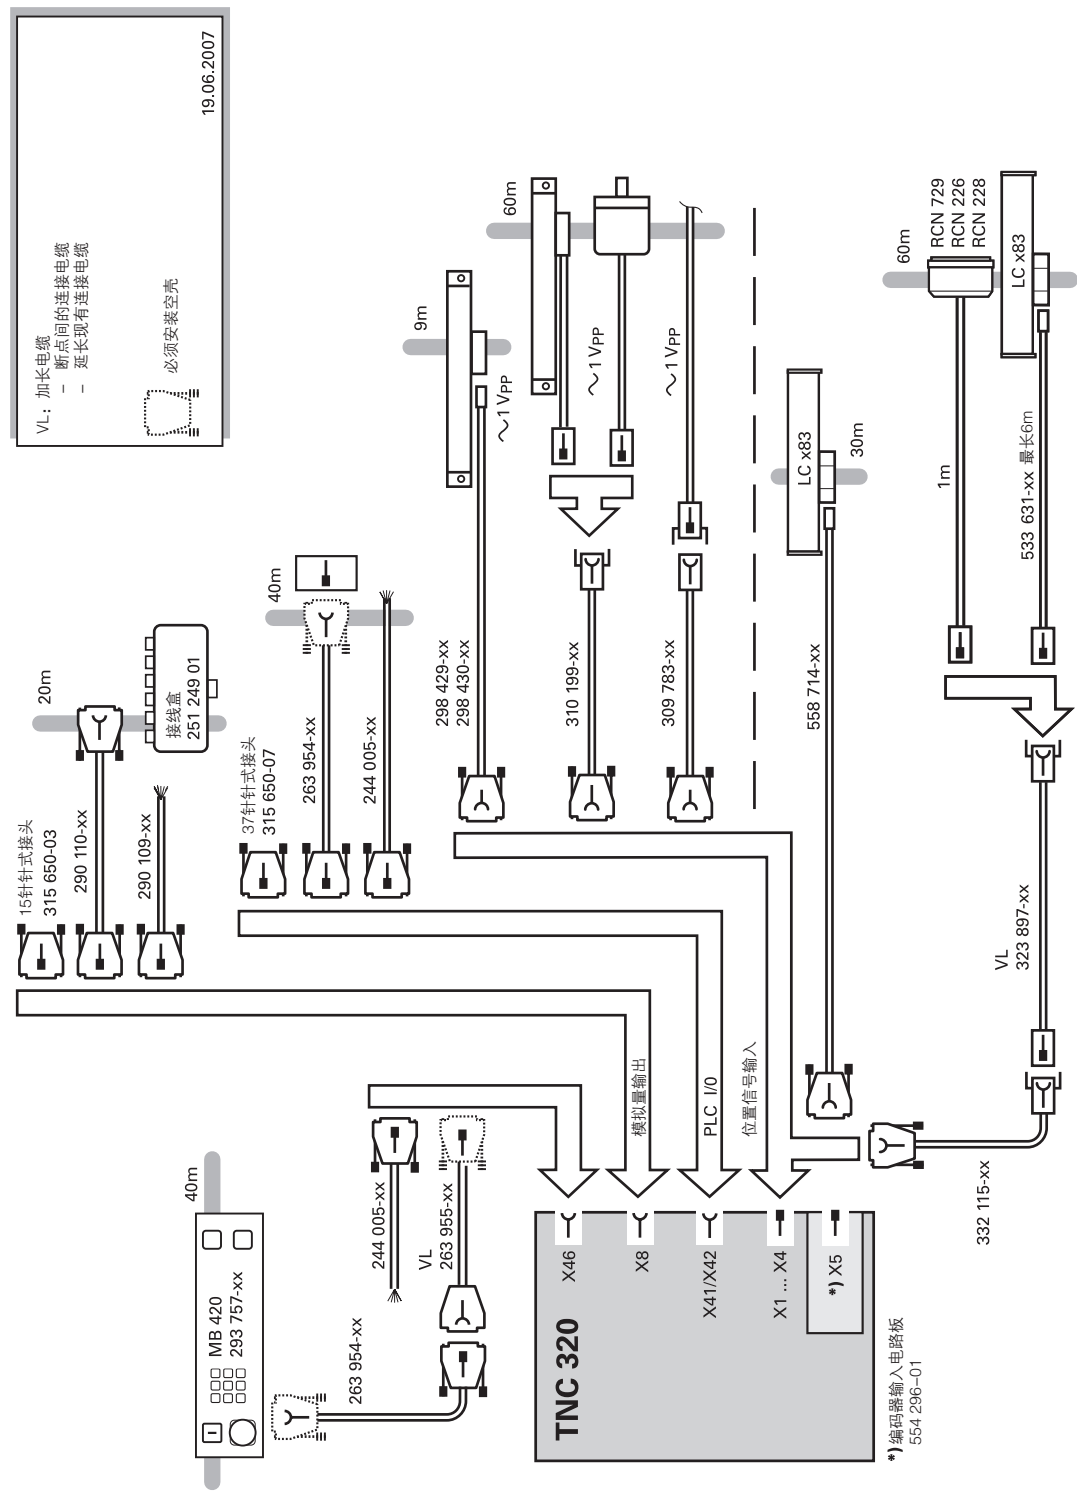 VL: 加长电缆
– 断点间的连接电缆
– 延长现有连接电缆
必须安装空壳
19.06.2007
15针针式接头
315 650-03
290 110-xx
290 109-xx
20m
接线盒
251 249 01
37针针式接头
315 650-07
263 954-xx
244 005-xx
40m
298 429-xx
298 430-xx
9m
~1 VPP
310 199-xx
60m
~1 VPP
309 783-xx
~1 VPP
558 714-xx
LC x83
30m
60m
RCN 729
RCN 226
RCN 228
LC x83
1m
533 631-xx 最长6m
VL
323 897-xx
332 115-xx
模拟量输出
PLC I/0
位置信号输入
40m
MB 420
293 757-xx
263 954-xx
244 005-xx
VL
263 955-xx
TNC 320
X46
X8
X41/X42
X1 ... X4
*) X5
*) 编码器输入电路板
554 296–01